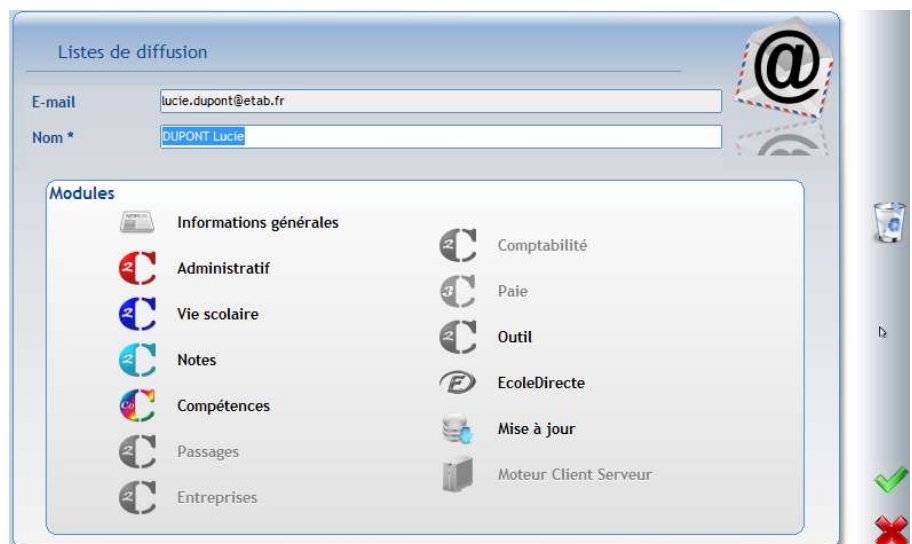 Listes de diffusion
E-mail
lucie.dupont@etab.fr
Nom *
DUPONT Lucie
Modules
Informations générales
Administratif
Vie scolaire
Notes
Compétences
Passages
Entreprises
Comptabilité
Paie
Outil
EcoleDirecte
Mise à jour
Moteur Client Serveur